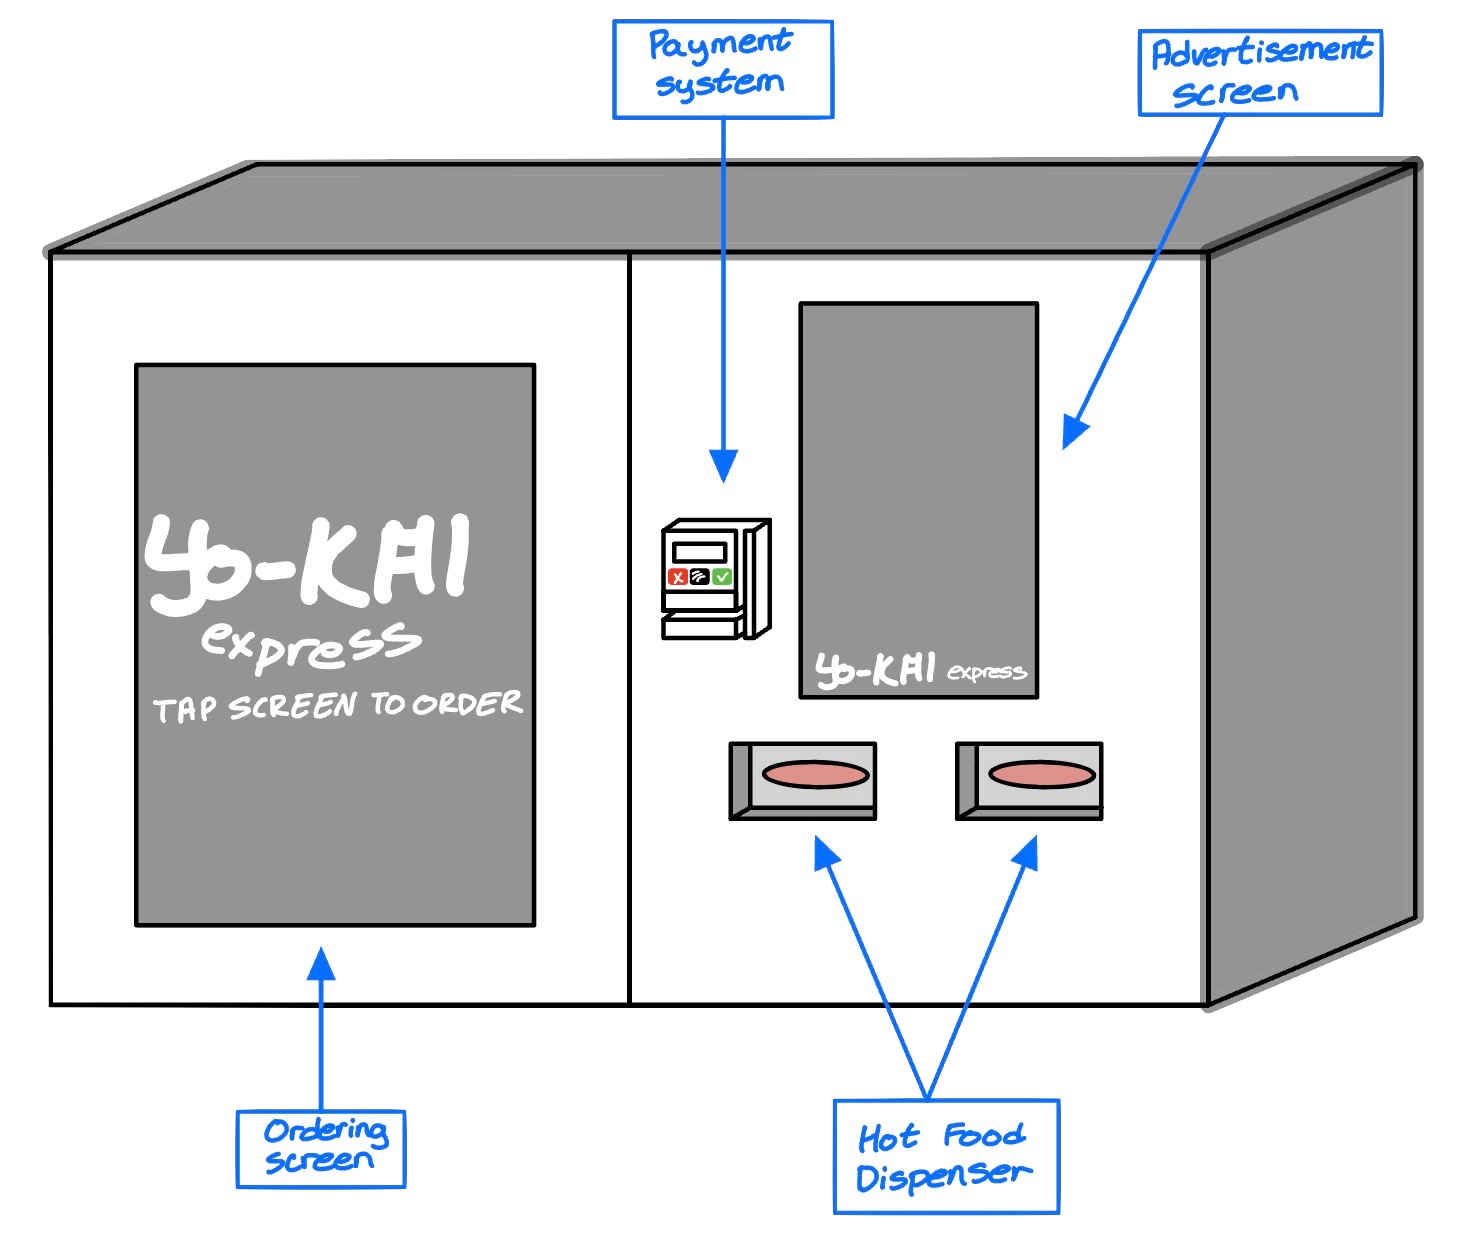 Payment
system
Advertisement
screen
Yo-KAI
express
TAP SCREEN TO ORDER
Yo-KAI express
Ordering
screen
Hot Food
Dispenser